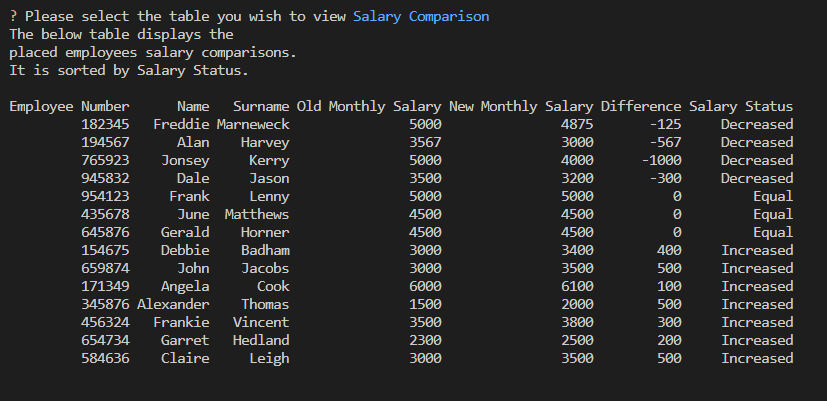 ? Please select the table you wish to view Salary Comparison
The below table displays the
placed employees salary comparisons.
It is sorted by Salary Status.
Employee Number Name Surname Old Monthly Salary New Monthly Salary Difference Salary Status
182345 Freddie Marneweck 5000 4875 -125 Decreased
194567 Alan Harvey 3567 3000 -567 Decreased
765923 Jonsey Kerry 5000 4000 -1000 Decreased
945832 Dale Jason 3500 3200 -300 Decreased
954123 Frank Lenny 5000 5000 0 Equal
435678 June Matthews 4500 4500 0 Equal
645876 Gerald Horner 4500 4500 0 Equal
154675 Debbie Badham 3000 3400 400 Increased
659874 John Jacobs 3000 3500 500 Increased
171349 Angela Cook 6000 6100 100 Increased
345876 Alexander Thomas 1500 2000 500 Increased
456324 Frankie Vincent 3500 3800 300 Increased
654734 Garret Hedland 2300 2500 200 Increased
584636 Claire Leigh 3000 3500 500 Increased